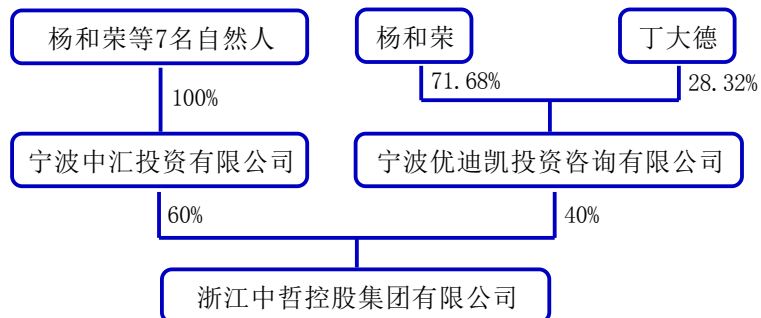 杨和荣等7名自然人
杨和荣
丁大德
100%
71.68%
28.32%
宁波中汇投资有限公司
宁波优迪凯投资咨询有限公司
60%
40%
浙江中哲控股集团有限公司